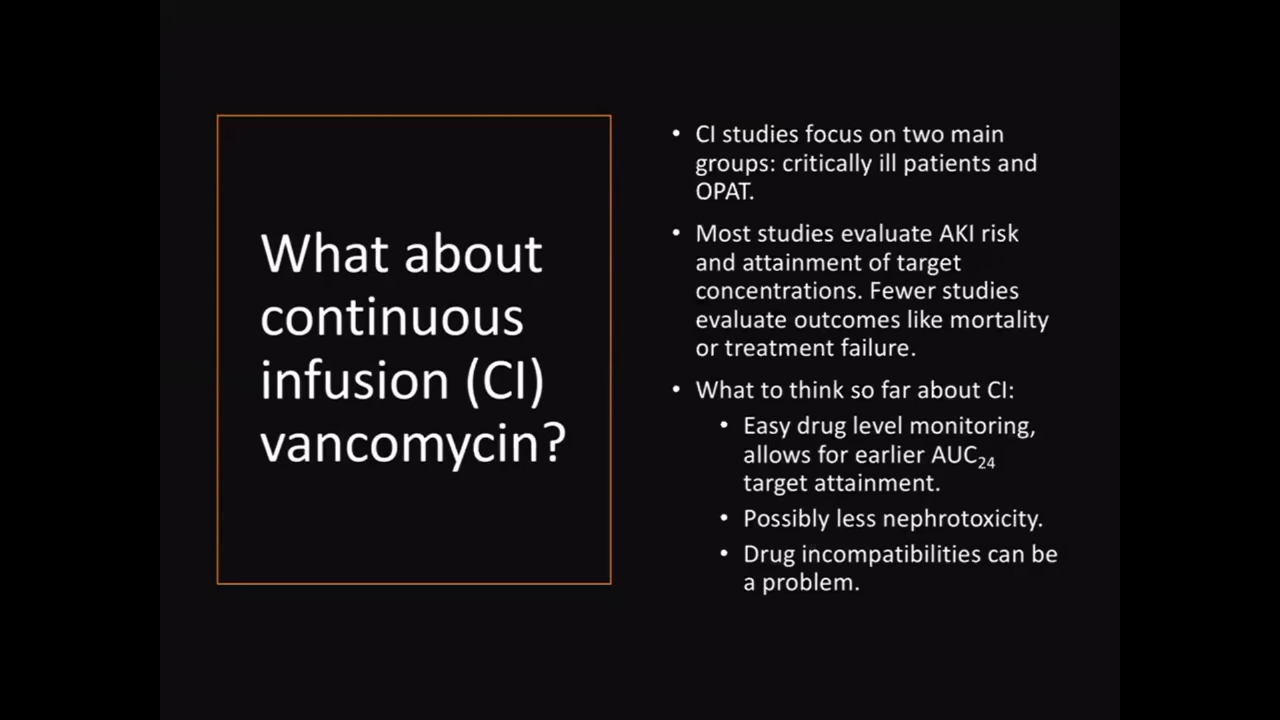 What about
continuous
infusion (CI)
vancomycin?
• CI studies focus on two main
groups: critically ill patients and
OPAT.
• Most studies evaluate AKI risk
and attainment of target
concentrations. Fewer studies
evaluate outcomes like mortality
or treatment failure.
• What to think so far about CI:
• Easy drug level monitoring,
allows for earlier AUC₂₄
target attainment.
• Possibly less nephrotoxicity.
• Drug incompatibilities can be
a problem.